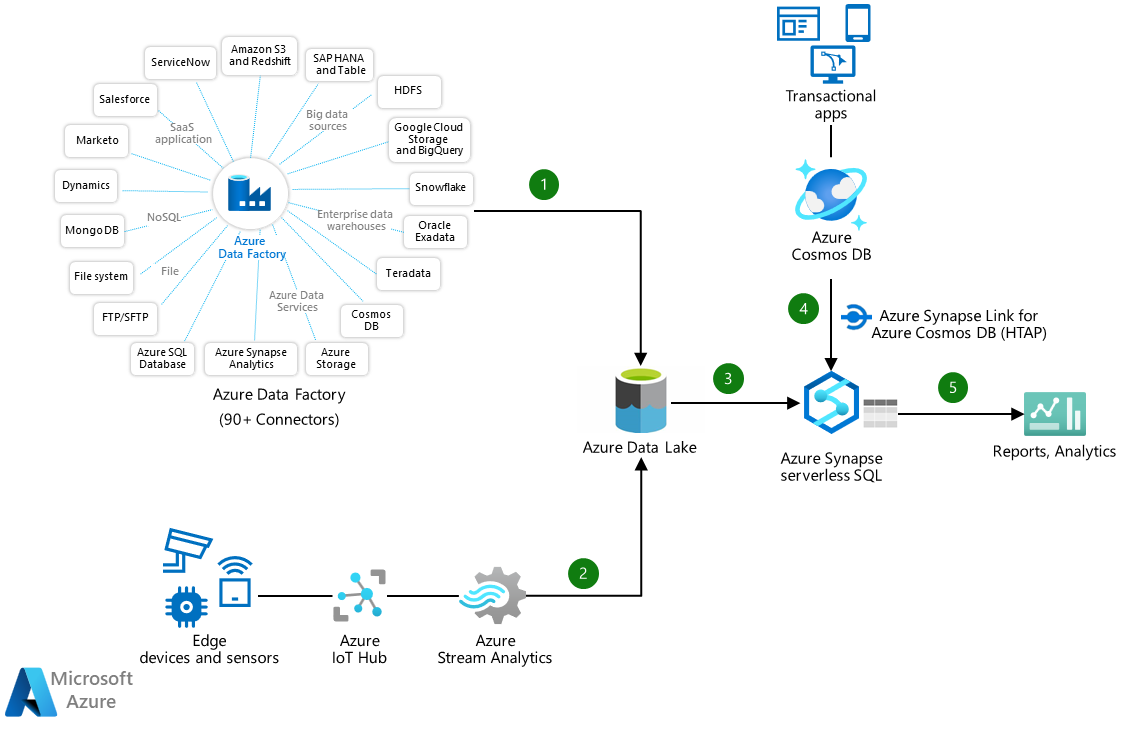 Amazon S3
and Redshift
ServiceNow
SAP HANA
and Table
HDFS
Salesforce
Big data
sources
SaaS
application
Google Cloud
Storage
and BigQuery
Marketo
Dynamics
Snowflake
NoSQL
Enterprise data
warehouses
MongoDB
Oracle
Exadata
Azure
Data Factory
File system
File
Teradata
Azure Data
Services
FTP/SFTP
Cosmos
DB
Azure SQL
Database
Azure Synapse
Analytics
Azure
Storage
Azure Data Factory
(90+ Connectors)
1
Transactional
apps
Azure
Cosmos DB
4
Azure Synapse Link for
Azure Cosmos DB (HTAP)
3
5
Azure Data Lake
Azure Synapse
serverless SQL
Reports, Analytics
2
Edge
devices and sensors
Azure
IoT Hub
Azure
Stream Analytics
Microsoft
Azure